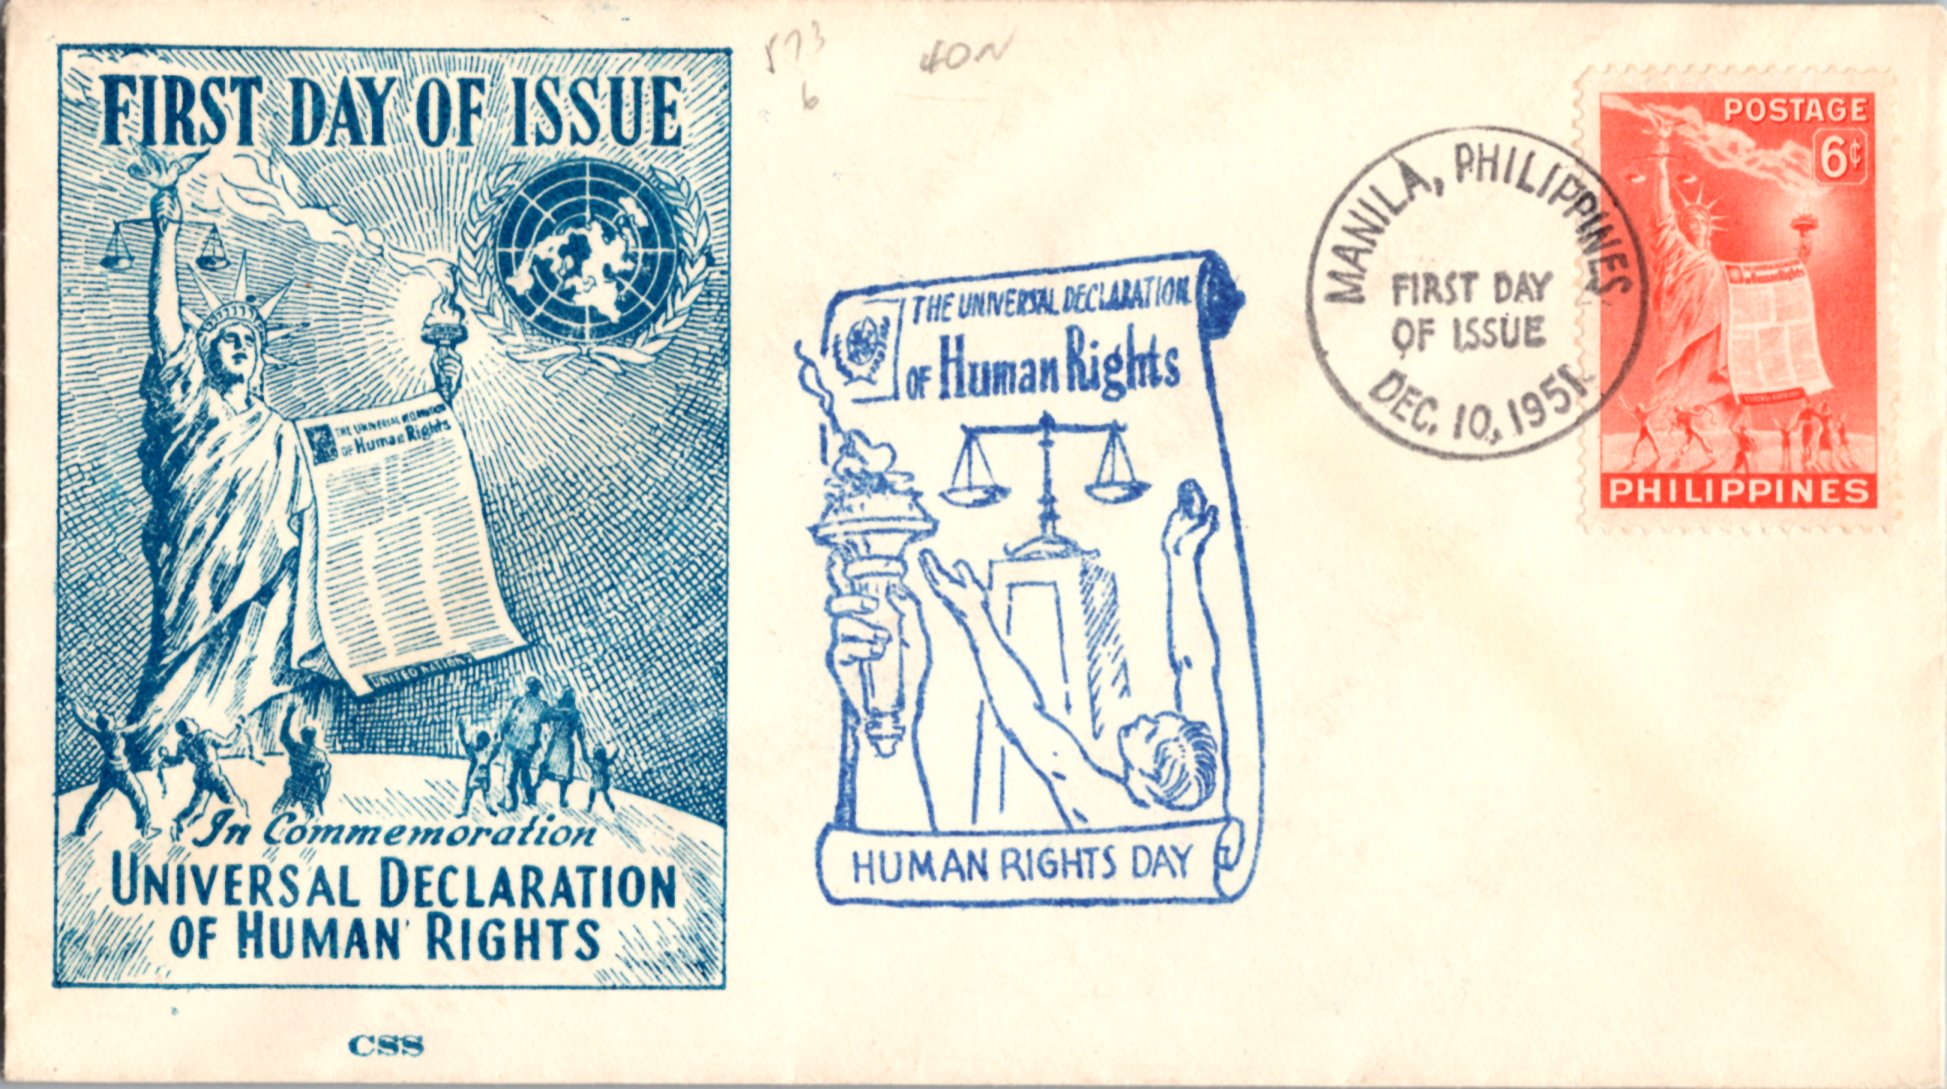 FIRST DAY OF ISSUE
THE UNIVERSAL DECLARATION
OF Human Rights
UNITED NATIONS
In Commemoration
UNIVERSAL DECLARATION
OF HUMAN RIGHTS
CSS
573
6
THE UNIVERSAL DECLARATION
OF Human Rights
HUMAN RIGHTS DAY
MANILA, PHILIPPINES
FIRST DAY
OF ISSUE
DEC. 10, 1951
POSTAGE
6¢
PHILIPPINES